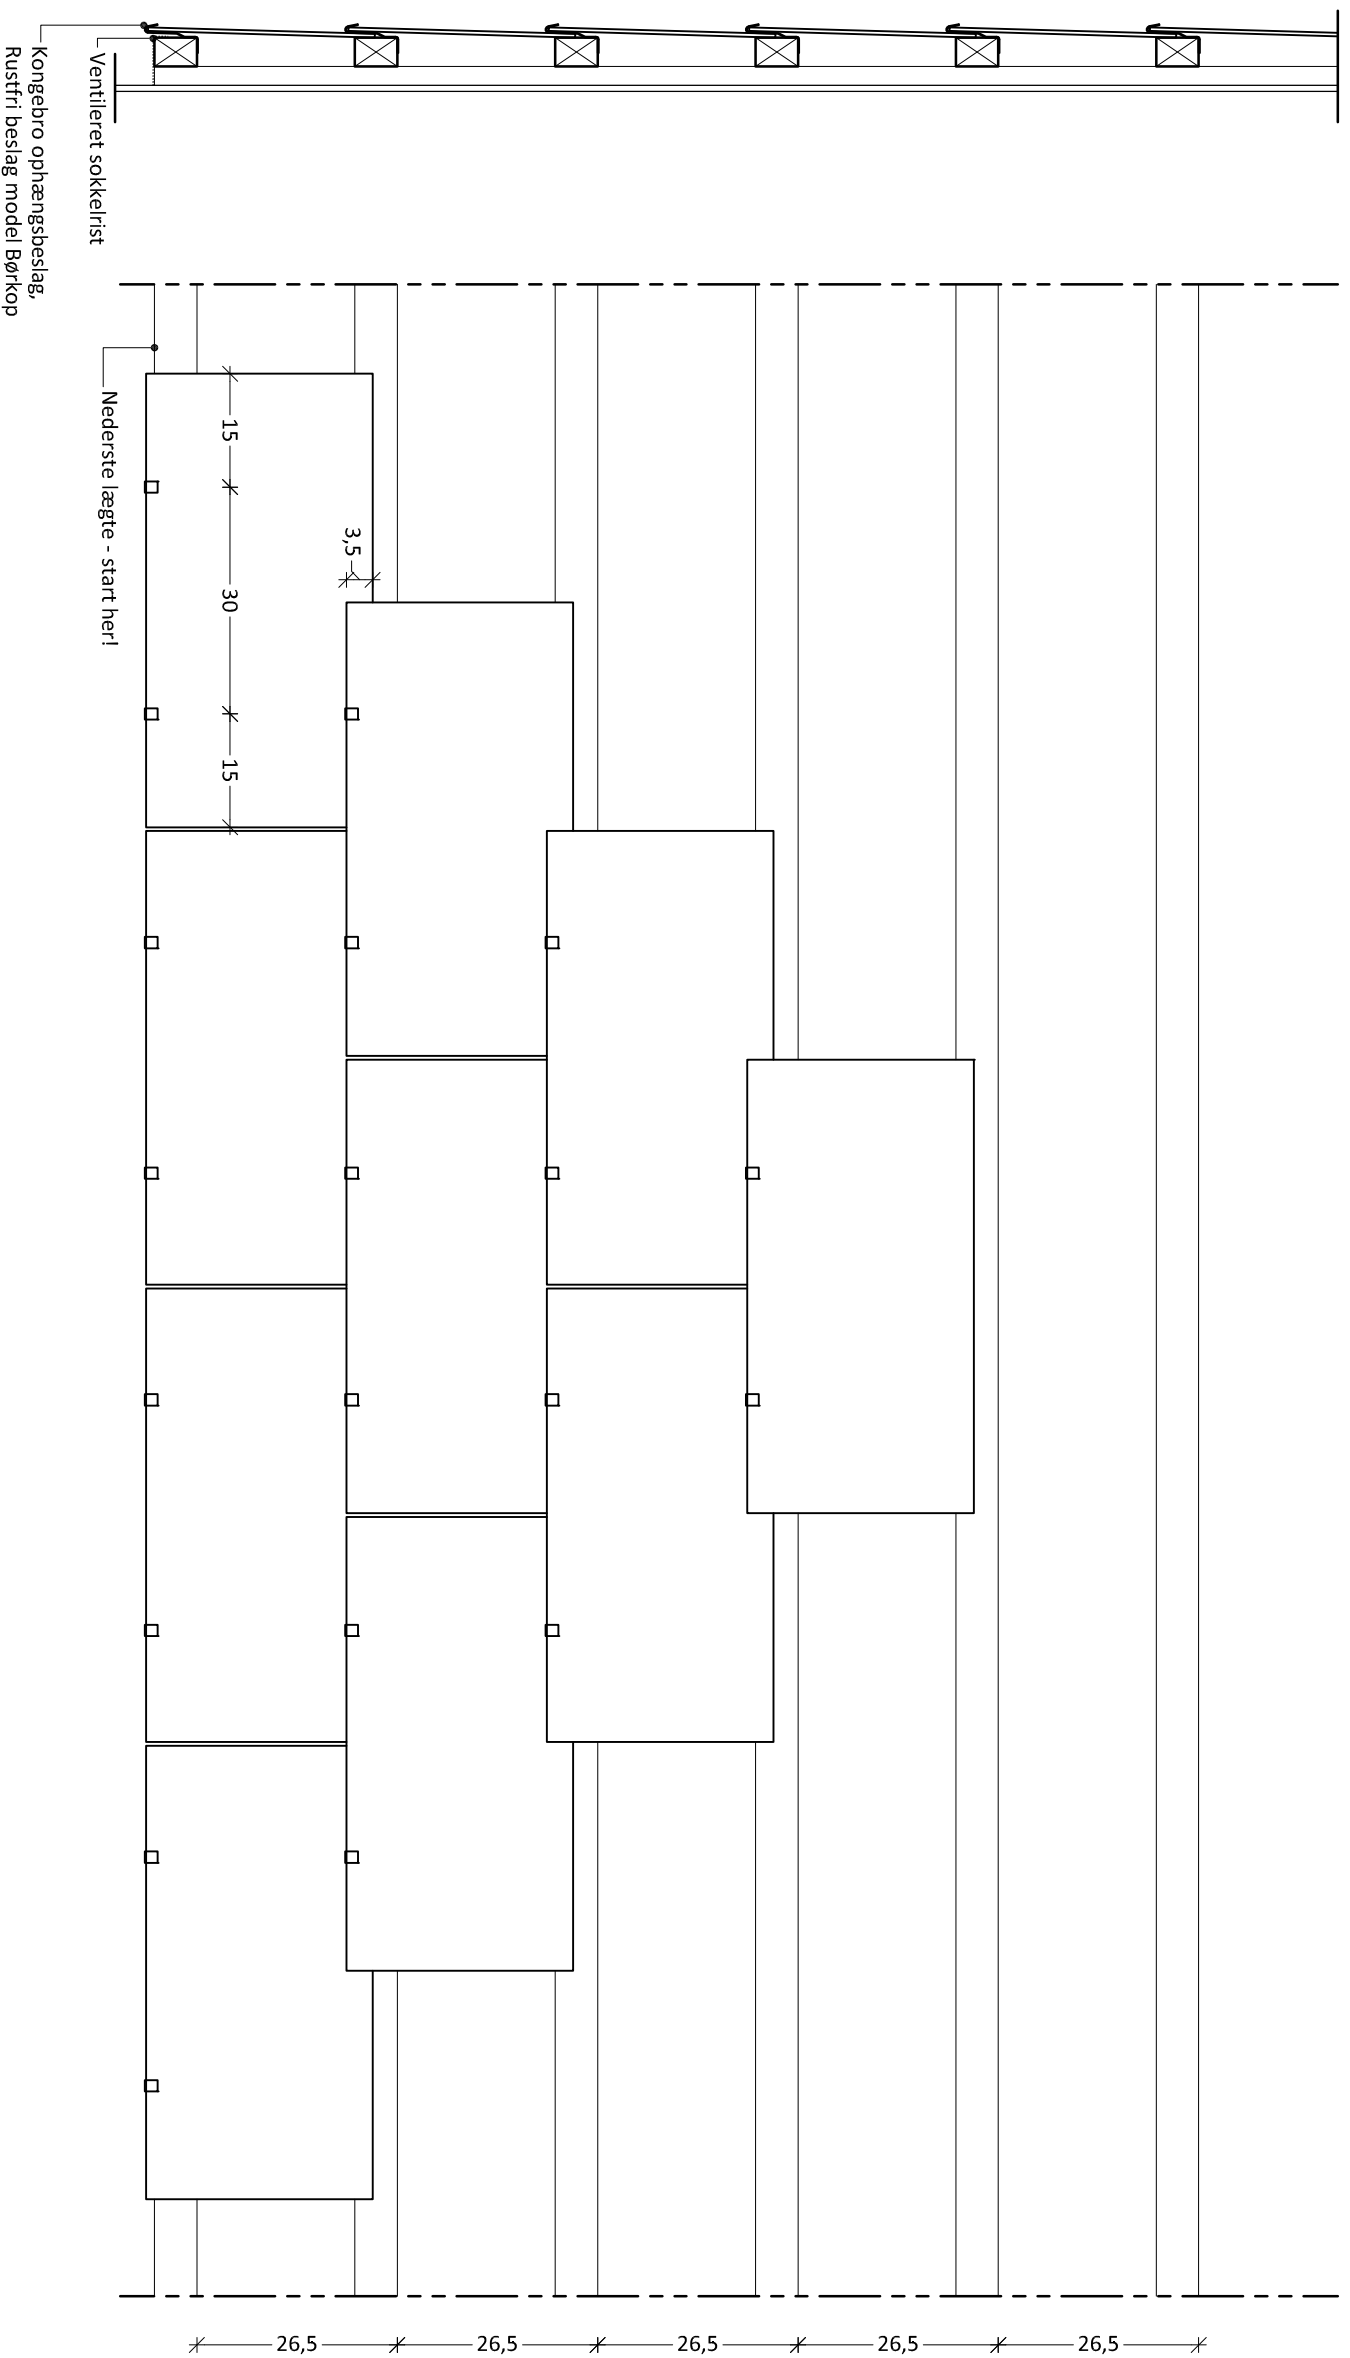 Kongebro ophængsbeslag,
Rustfri beslag model Børkop
Ventileret sokkelrist
Nederste lægte - start her!
15
30
15
3,5
26,5
26,5
26,5
26,5
26,5